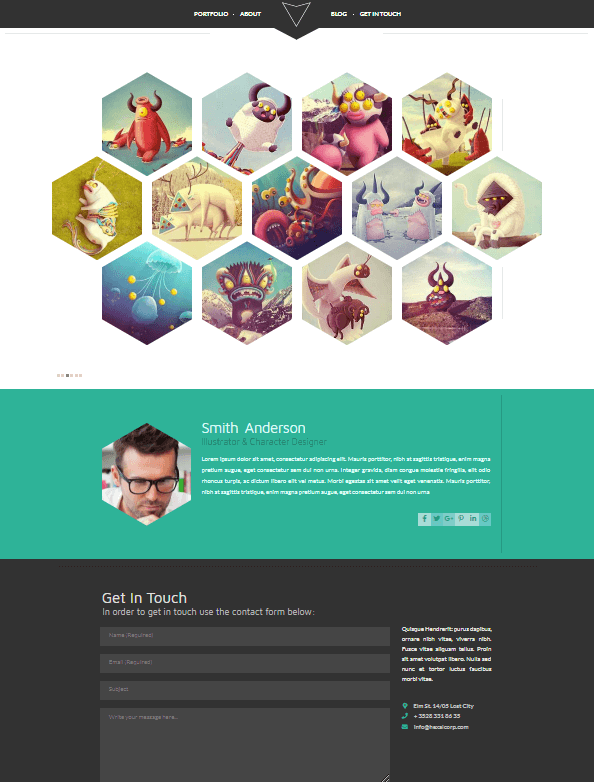 PORTFOLIO · ABOUT
BLOG · GET IN TOUCH
Smith Anderson
Illustrator & Character Designer
Lorem ipsum dolor sit amet, consectetur adipiscing elit. Mauris porttitor, nibh at sagittis tristique, enim magna
pretium augue, eget consectetur sem dui non urna. Integer gravida, diam congue molestie fringilla, elit odio
rhoncus turpis, ac dictum libero elit vel metus. Morbi egestas sit amet velit eget venenatis. Mauris porttitor,
nibh at sagittis tristique, enim magna pretium augue, eget consectetur sem dui non urna
Get In Touch
In order to get in touch use the contact form below:
Name (Required)
Email (Required)
Subject
Write your message here...
Quisque Hendrerit: purus dapibus,
ornare nibh vitae, viverra nibh.
Fusce vitae aliquam tellus. Proin
sit amet volutpat libero. Nulla sed
nunc et tortor luctus faucibus
morbi vitae.
Elm St. 14/05 Lost City
+ 3528 331 86 35
info@hexalcorp.com